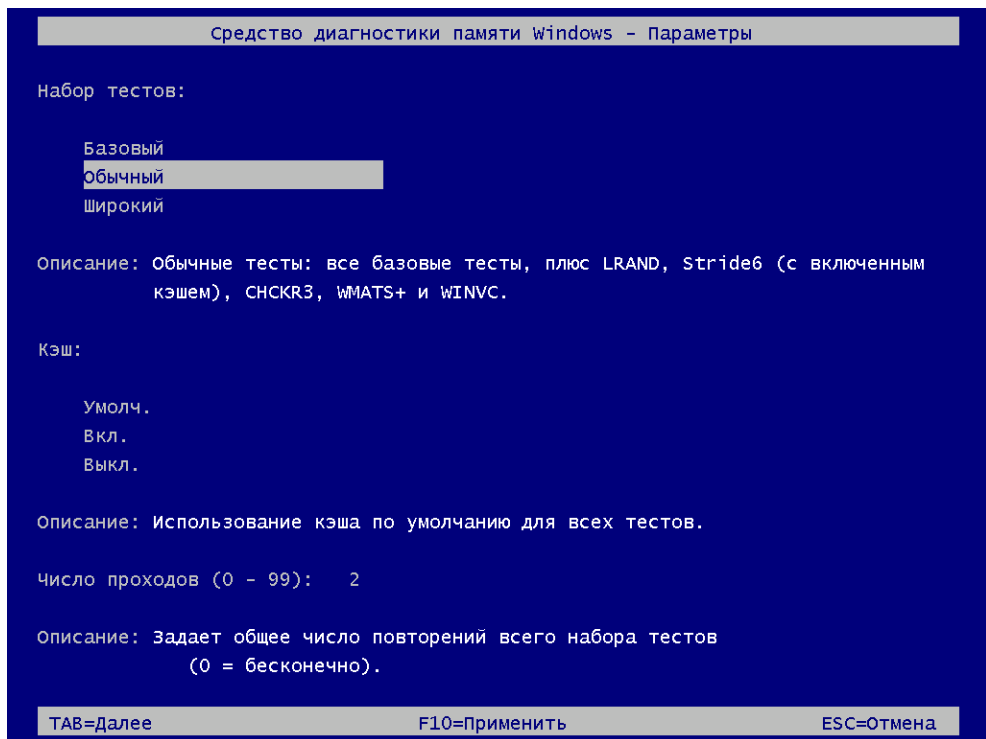 Средство диагностики памяти Windows - Параметры
Набор тестов:
Базовый
Обычный
Широкий
Описание: Обычные тесты: все базовые тесты, плюс LRAND, Stride6 (с включенным
кэшем), CHCKR3, WMATS+ и WINVC.
Кэш:
Умолч.
Вкл.
Выкл.
Описание: Использование кэша по умолчанию для всех тестов.
Число проходов (0 - 99): 2
Описание: Задает общее число повторений всего набора тестов
(0 = бесконечно).
TAB=Далее F10=Применить ESC=Отмена